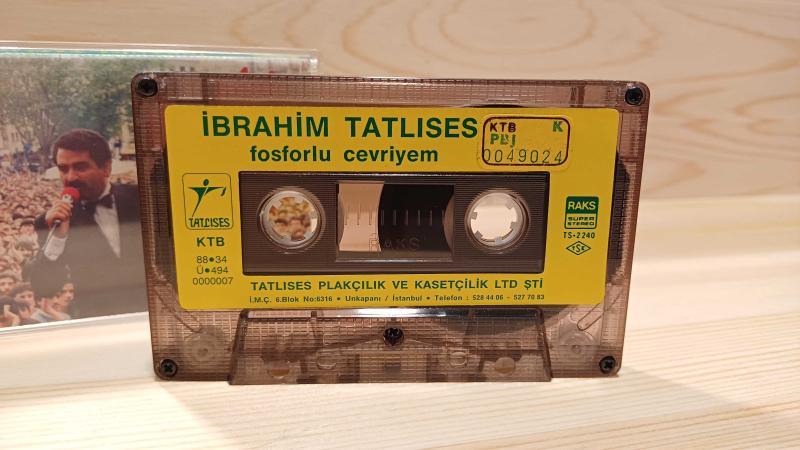 İBRAHİM TATLISES
fosforlu cevriyem
KTB K
PBj
0049024
TATLISES
KTB
88•34
Ü•494
0000007
RAKS
RAKS
SUPER
STEREO
TS-2240
TSE
TATLISES PLAKÇILIK VE KASETÇİLİK LTD ŞTİ
İ.M.Ç. 6.Blok No:6316 • Unkapanı / İstanbul • Telefon : 528 44 06 - 527 70 83